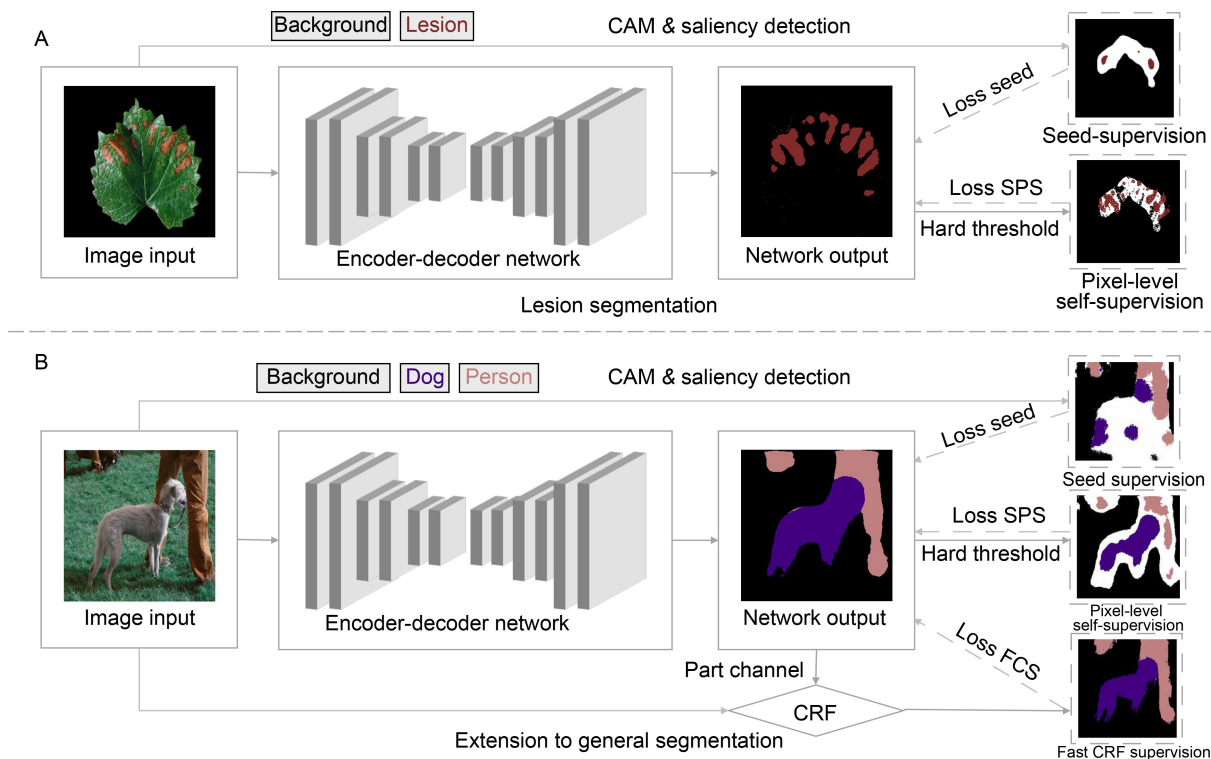 A
Background
Lesion
CAM & saliency detection
Loss seed
Seed-supervision
Loss SPS
Hard threshold
Image input
Encoder-decoder network
Network output
Pixel-level
self-supervision
Lesion segmentation
B
Background
Dog
Person
CAM & saliency detection
Loss seed
Seed supervision
Loss SPS
Hard threshold
Image input
Encoder-decoder network
Network output
Pixel-level
self-supervision
Loss FCS
Part channel
CRF
Extension to general segmentation
Fast CRF supervision